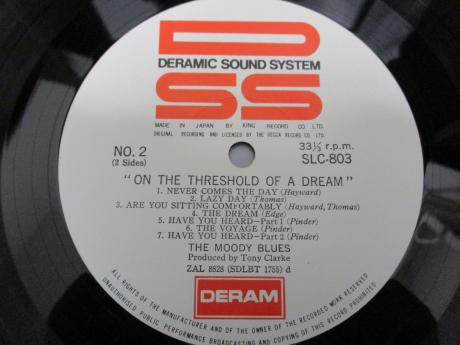 DSS
DERAMIC SOUND SYSTEM
MADE IN JAPAN BY KING RECORD CO. LTD.
ORIGINAL RECORDING AND LICENSED BY THE DECCA RECORD CO. LTD.
NO. 2
(2 Sides)
33⅓ r.p.m.
SLC-803
"ON THE THRESHOLD OF A DREAM"
1. NEVER COMES THE DAY (Hayward)
2. LAZY DAY (Thomas)
3. ARE YOU SITTING COMFORTABLY (Hayward, Thomas)
4. THE DREAM (Edge)
5. HAVE YOU HEARD-Part 1 (Pinder)
6. THE VOYAGE (Pinder)
7. HAVE YOU HEARD-Part 2 (Pinder)
THE MOODY BLUES
Produced by Tony Clarke
ZAL 8828 (SDLBT 1755) d
DERAM
ALL RIGHTS OF THE MANUFACTURER AND OF THE OWNER OF THE RECORDED WORK RESERVED
UNAUTHORISED PUBLIC PERFORMANCE BROADCASTING AND COPYING OF THIS RECORD PROHIBITED